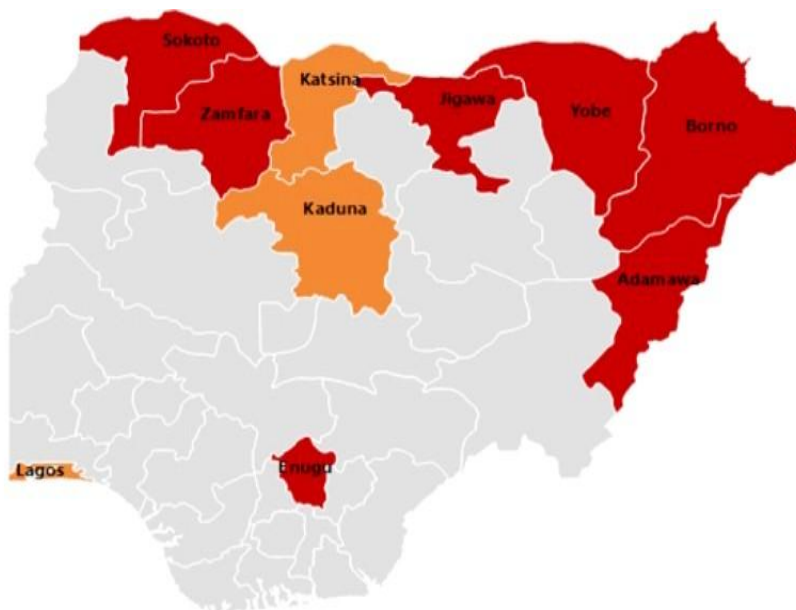 Sokoto
Katsina
Zamfara
Jigawa
Yobe
Borno
Kaduna
Adamawa
Lagos
Enugu